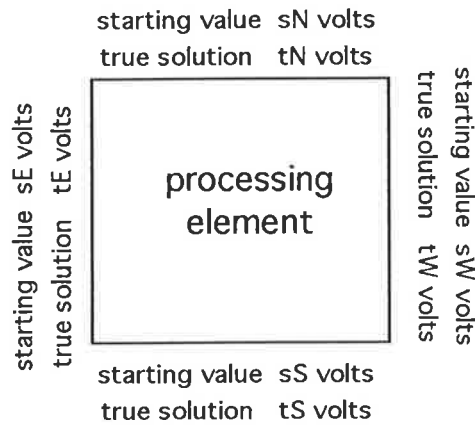 starting value sN volts
true solution tN volts
starting value sE volts
true solution tE volts
processing
element
starting value sW volts
true solution tW volts
starting value sS volts
true solution tS volts